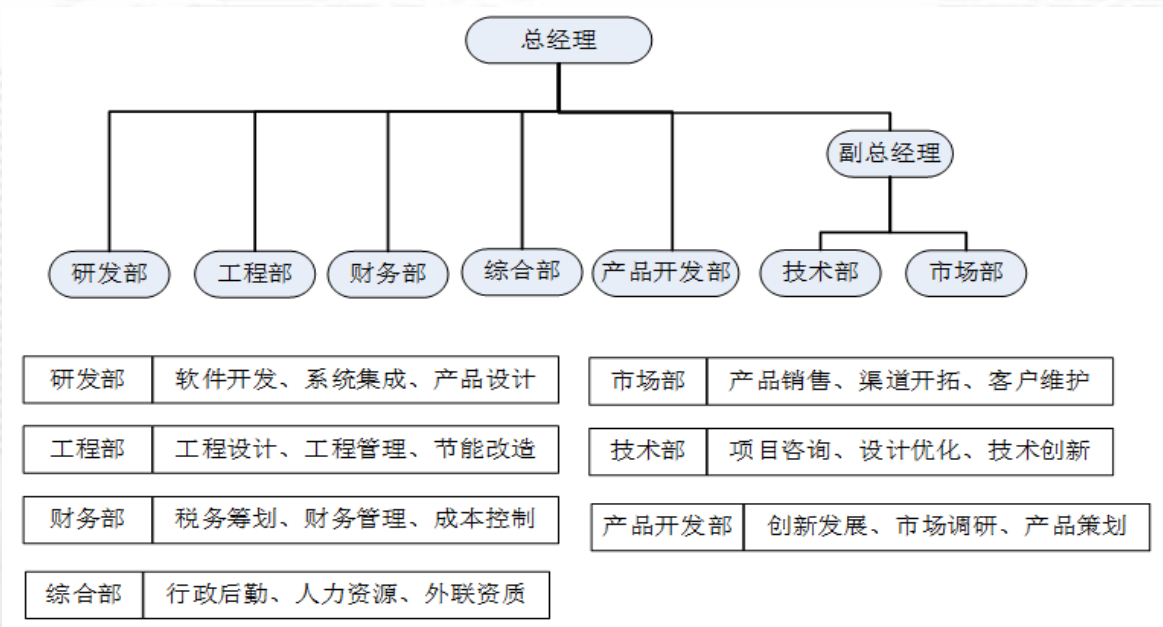 总经理
副总经理
研发部
工程部
财务部
综合部
产品开发部
技术部
市场部
研发部 软件开发、系统集成、产品设计
市场部 产品销售、渠道开拓、客户维护
工程部 工程设计、工程管理、节能改造
技术部 项目咨询、设计优化、技术创新
财务部 税务筹划、财务管理、成本控制
产品开发部 创新发展、市场调研、产品策划
综合部 行政后勤、人力资源、外联资质